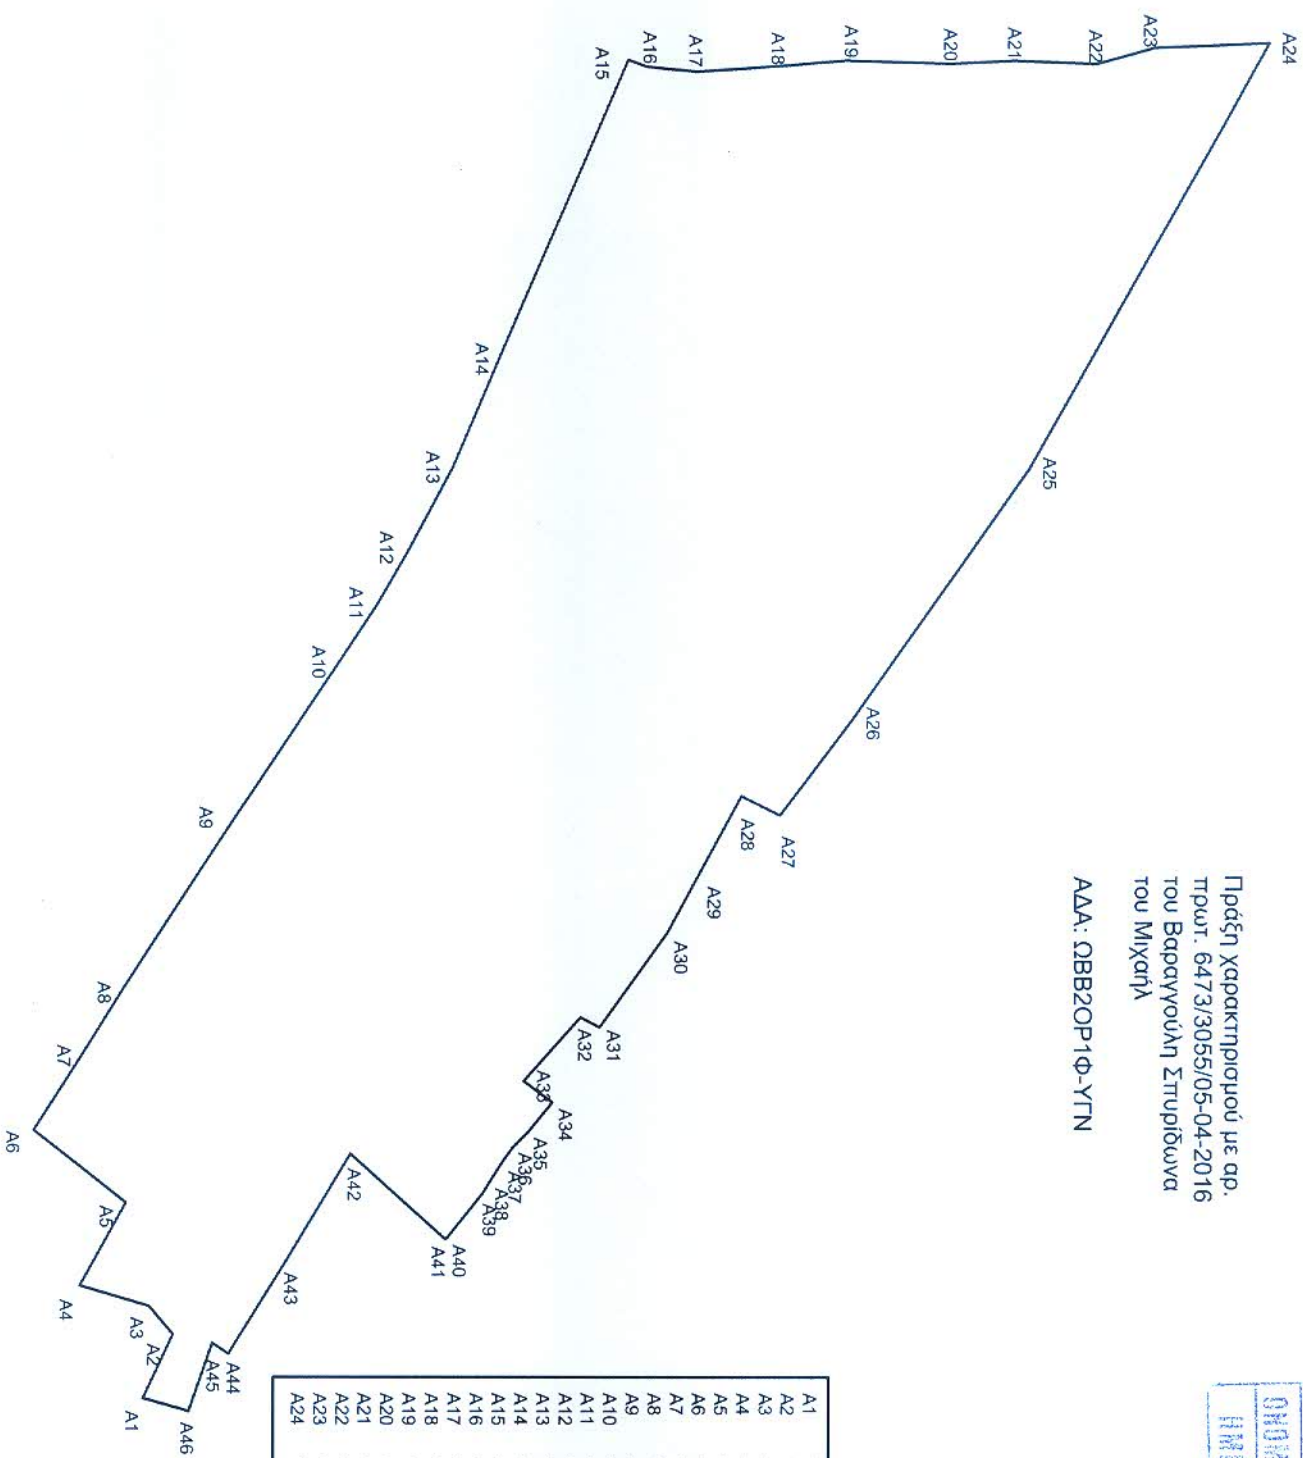 Πράξη χαρακτηρισμού με αρ.
πρωτ. 6473/3055/05-04-2016
του Βαραγγούλη Σπυρίδωνα
του Μιχαήλ
ΑΔΑ: ΩΒΒ2ΟΡ1Φ-ΥΓΝ
A24
A23
A22
A21
A20
A19
A18
A17
A16
A15
A14
A13
A12
A11
A10
A9
A8
A7
A6
A5
A4
A3
A2
A1
A46
A45
A44
A43
A42
A41
A40
A39
A38
A37
A36
A35
A34
A33
A32
A31
A30
A29
A28
A27
A26
A25
A1
A2
A3
A4
A5
A6
A7
A8
A9
A10
A11
A12
A13
A14
A15
A16
A17
A18
A19
A20
A21
A22
A23
A24